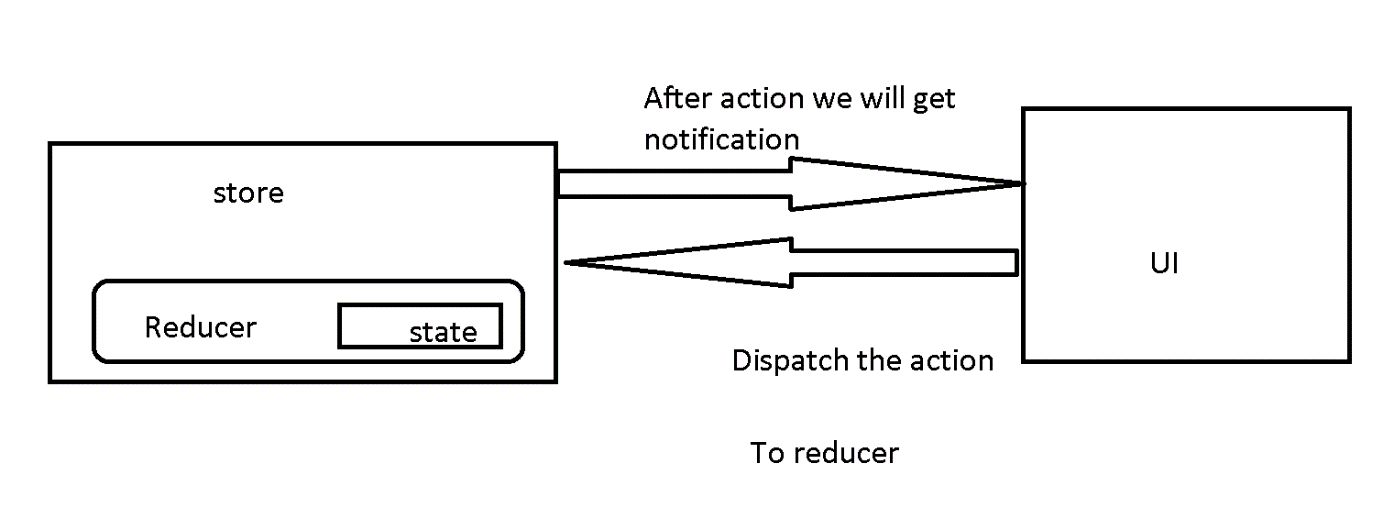 After action we will get
notification
store
UI
Reducer
state
Dispatch the action
To reducer